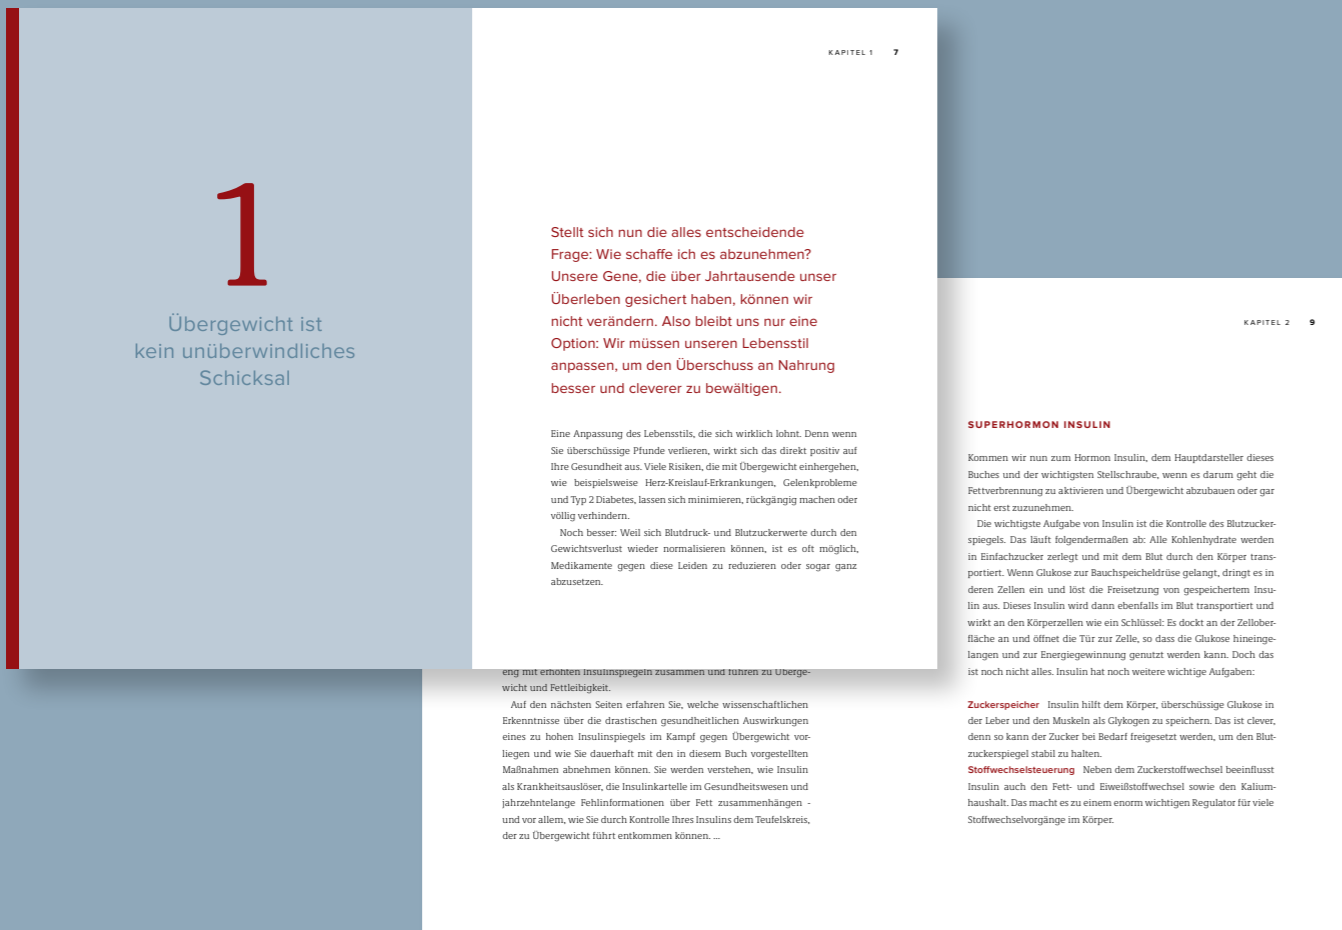 KAPITEL 1 7
1
Übergewicht ist
kein unüberwindliches
Schicksal
Stellt sich nun die alles entscheidende
Frage: Wie schaffe ich es abzunehmen?
Unsere Gene, die über Jahrtausende unser
Überleben gesichert haben, können wir
nicht verändern. Also bleibt uns nur eine
Option: Wir müssen unseren Lebensstil
anpassen, um den Überschuss an Nahrung
besser und cleverer zu bewältigen.
Eine Anpassung des Lebensstils, die sich wirklich lohnt. Denn wenn
Sie überschüssige Pfunde verlieren, wirkt sich das direkt positiv auf
Ihre Gesundheit aus. Viele Risiken, die mit Übergewicht einhergehen,
wie beispielsweise Herz-Kreislauf-Erkrankungen, Gelenkprobleme
und Typ 2 Diabetes, lassen sich minimieren, rückgängig machen oder
völlig verhindern.
Noch besser: Weil sich Blutdruck- und Blutzuckerwerte durch den
Gewichtsverlust wieder normalisieren können, ist es oft möglich,
Medikamente gegen diese Leiden zu reduzieren oder sogar ganz
abzusetzen.
eng mit erhöhten Insulinspiegeln zusammen und führen zu Überge-
wicht und Fettleibigkeit.
Auf den nächsten Seiten erfahren Sie, welche wissenschaftlichen
Erkenntnisse über die drastischen gesundheitlichen Auswirkungen
eines zu hohen Insulinspiegels im Kampf gegen Übergewicht vor-
liegen und wie Sie dauerhaft mit den in diesem Buch vorgestellten
Maßnahmen abnehmen können. Sie werden verstehen, wie Insulin
als Krankheitsauslöser, die Insulinkartelle im Gesundheitswesen und
jahrzehntelange Fehlinformationen über Fett zusammenhängen -
und vor allem, wie Sie durch Kontrolle Ihres Insulins dem Teufelskreis,
der zu Übergewicht führt entkommen können. ...
KAPITEL 2 9
SUPERHORMON INSULIN
Kommen wir nun zum Hormon Insulin, dem Hauptdarsteller dieses
Buches und der wichtigsten Stellschraube, wenn es darum geht die
Fettverbrennung zu aktivieren und Übergewicht abzubauen oder gar
nicht erst zuzunehmen.
Die wichtigste Aufgabe von Insulin ist die Kontrolle des Blutzucker-
spiegels. Das läuft folgendermaßen ab: Alle Kohlenhydrate werden
in Einfachzucker zerlegt und mit dem Blut durch den Körper trans-
portiert. Wenn Glukose zur Bauchspeicheldrüse gelangt, dringt es in
deren Zellen ein und löst die Freisetzung von gespeichertem Insu-
lin aus. Dieses Insulin wird dann ebenfalls im Blut transportiert und
wirkt an den Körperzellen wie ein Schlüssel: Es dockt an der Zellober-
fläche an und öffnet die Tür zur Zelle, so dass die Glukose hineinge-
langen und zur Energiegewinnung genutzt werden kann. Doch das
ist noch nicht alles. Insulin hat noch weitere wichtige Aufgaben:
Zuckerspeicher Insulin hilft dem Körper, überschüssige Glukose in
der Leber und den Muskeln als Glykogen zu speichern. Das ist clever,
denn so kann der Zucker bei Bedarf freigesetzt werden, um den Blut-
zuckerspiegel stabil zu halten.
Stoffwechselsteuerung Neben dem Zuckerstoffwechsel beeinflusst
Insulin auch den Fett- und Eiweißstoffwechsel sowie den Kalium-
haushalt. Das macht es zu einem enorm wichtigen Regulator für viele
Stoffwechselvorgänge im Körper.